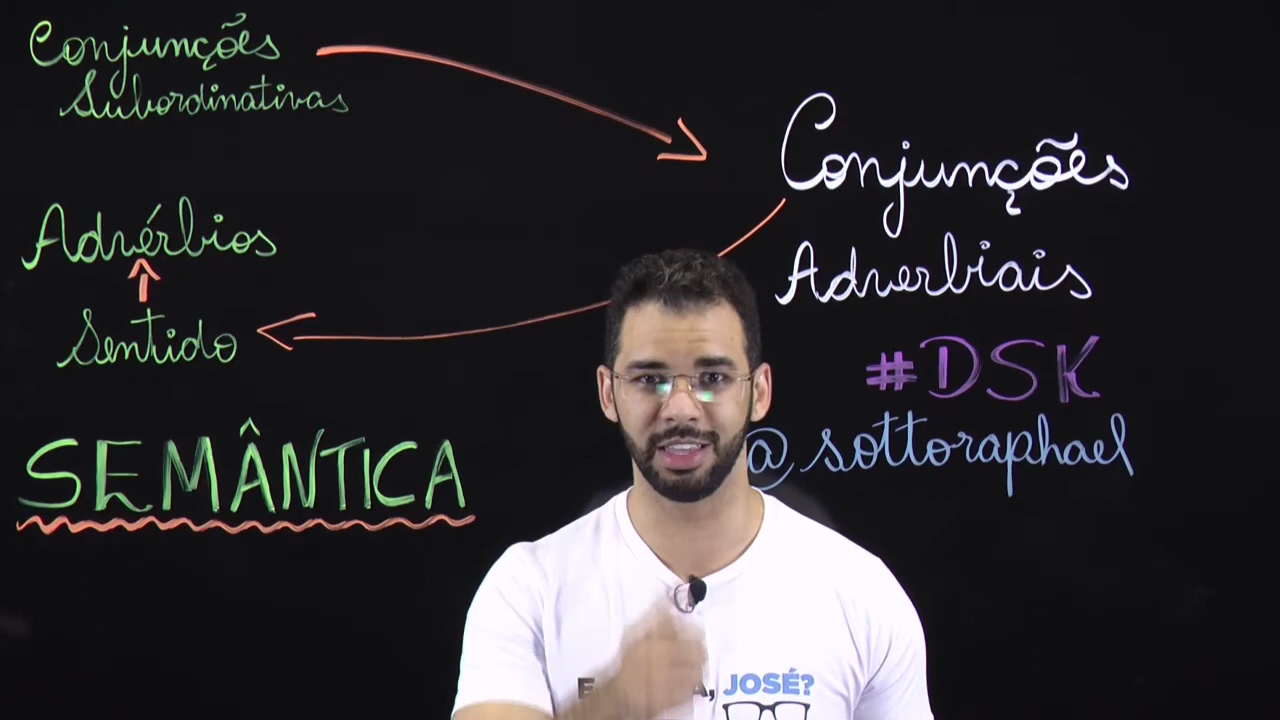 Conjunções
Subordinativas
Advérbios
Sentido
SEMÂNTICA
Conjunções
Adverbiais
#DSK
@sottoraphael
JOSÉ?